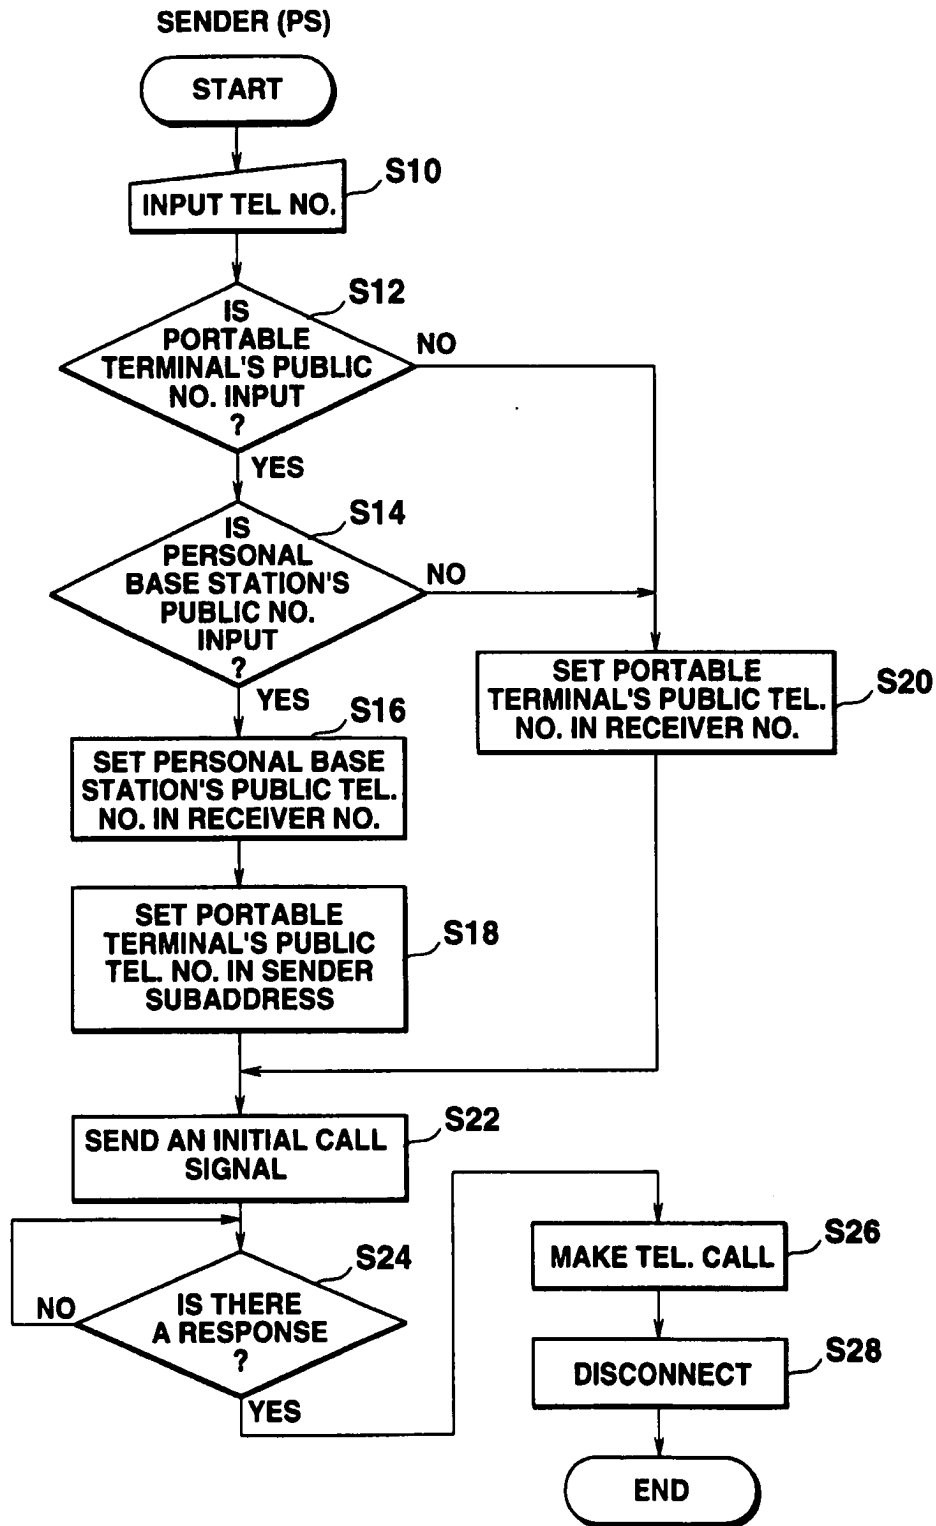 SENDER (PS)
START
S10
INPUT TEL NO.
S12
IS
PORTABLE
TERMINAL'S PUBLIC
NO. INPUT
?
NO
YES
S14
IS
PERSONAL
BASE STATION'S
PUBLIC NO.
INPUT
?
NO
YES
S16
SET PERSONAL BASE
STATION'S PUBLIC TEL.
NO. IN RECEIVER NO.
SET PORTABLE
TERMINAL'S PUBLIC TEL.
NO. IN RECEIVER NO.
S20
SET PORTABLE
TERMINAL'S PUBLIC
TEL. NO. IN SENDER
SUBADDRESS
S18
SEND AN INITIAL CALL
SIGNAL
S22
S24
IS THERE
A RESPONSE
?
NO
YES
MAKE TEL. CALL
S26
DISCONNECT
S28
END